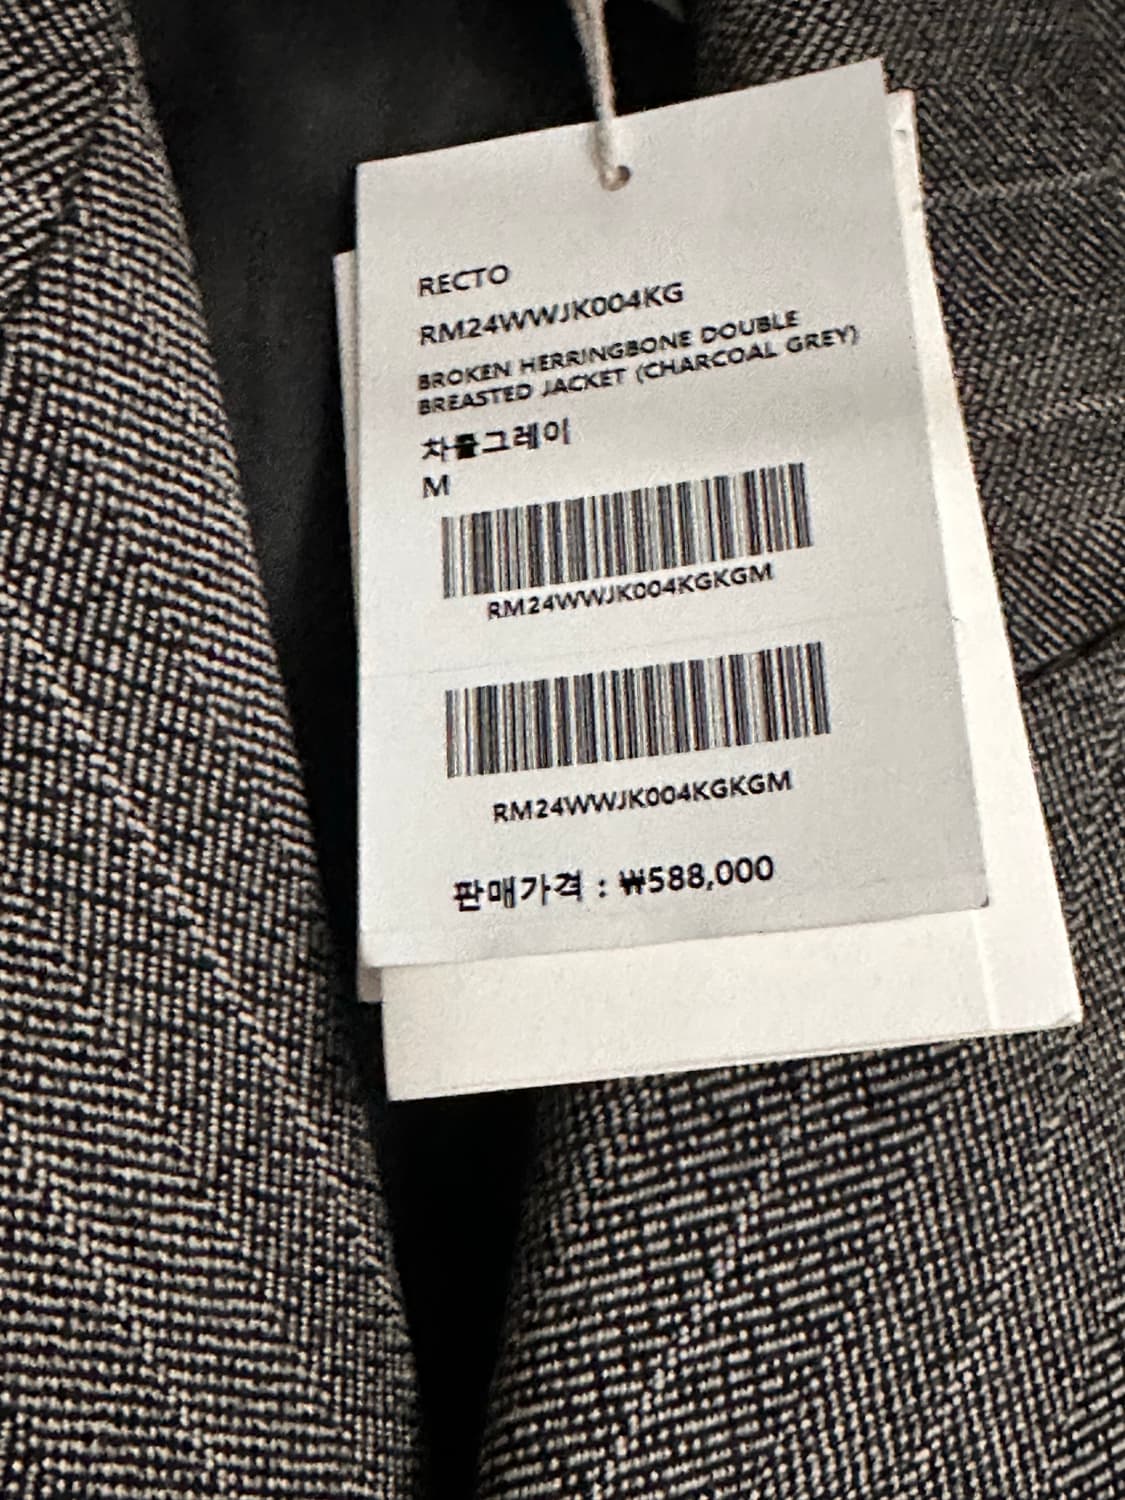 RECTO
RM24WWJK004KG
BROKEN HERRINGBONE DOUBLE
BREASTED JACKET (CHARCOAL GREY)
차콜그레이
M
RM24WWJK004KGKGM
RM24WWJK004KGKGM
판매가격 : ₩588,000